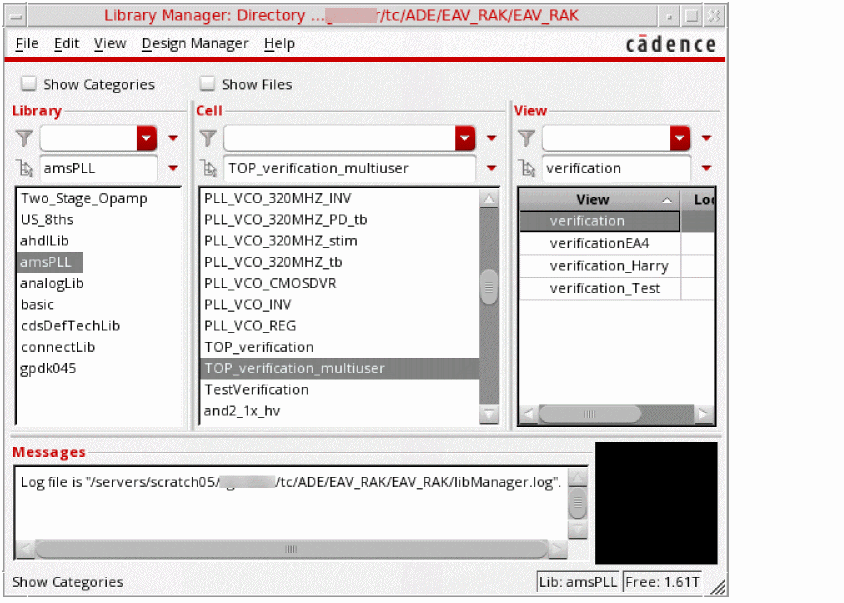 Library Manager: Directory ... r/tc/ADE/EAV_RAK/EAV_RAK
File Edit View Design Manager Help
cādence
Show Categories Show Files
Library
amsPLL
Two_Stage_Opamp
US_8ths
ahdlLib
amsPLL
analogLib
basic
cdsDefTechLib
connectLib
gpdk045
Cell
TOP_verification_multiuser
PLL_VCO_320MHZ_INV
PLL_VCO_320MHZ_PD_tb
PLL_VCO_320MHZ_stim
PLL_VCO_320MHZ_tb
PLL_VCO_CMOSDVR
PLL_VCO_INV
PLL_VCO_REG
TOP_verification
TOP_verification_multiuser
TestVerification
and2_1x_hv
View
verification
View
verification
verificationEA4
verification_Harry
verification_Test
Messages
Log file is "/servers/scratch05/ /tc/ADE/EAV_RAK/EAV_RAK/libManager.log".
Show Categories
Lib: amsPLL Free: 1.61T